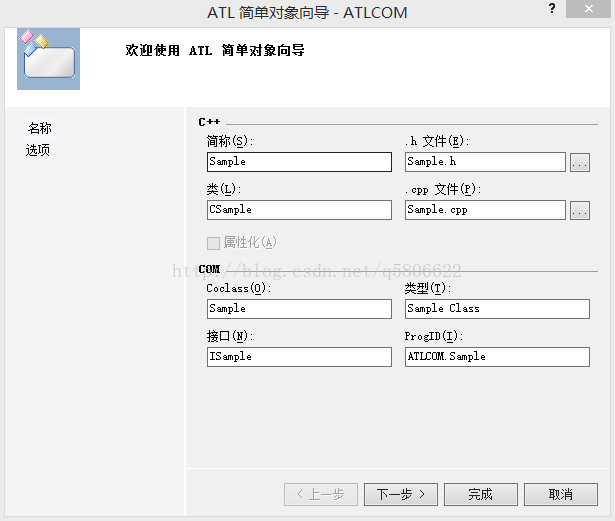 ATL 简单对象向导 - ATLCOM
?
×
欢迎使用 ATL 简单对象向导
名称
选项
C++
简称(S):
.h 文件(E):
Sample
Sample.h
...
类(L):
.cpp 文件(P):
CSample
Sample.cpp
...
属性化(A)
http://blog.csdn.net/q5806622
COM
Coclass(O):
类型(T):
Sample
Sample Class
接口(N):
ProgID(I):
ISample
ATLCOM.Sample
< 上一步
下一步 >
完成
取消